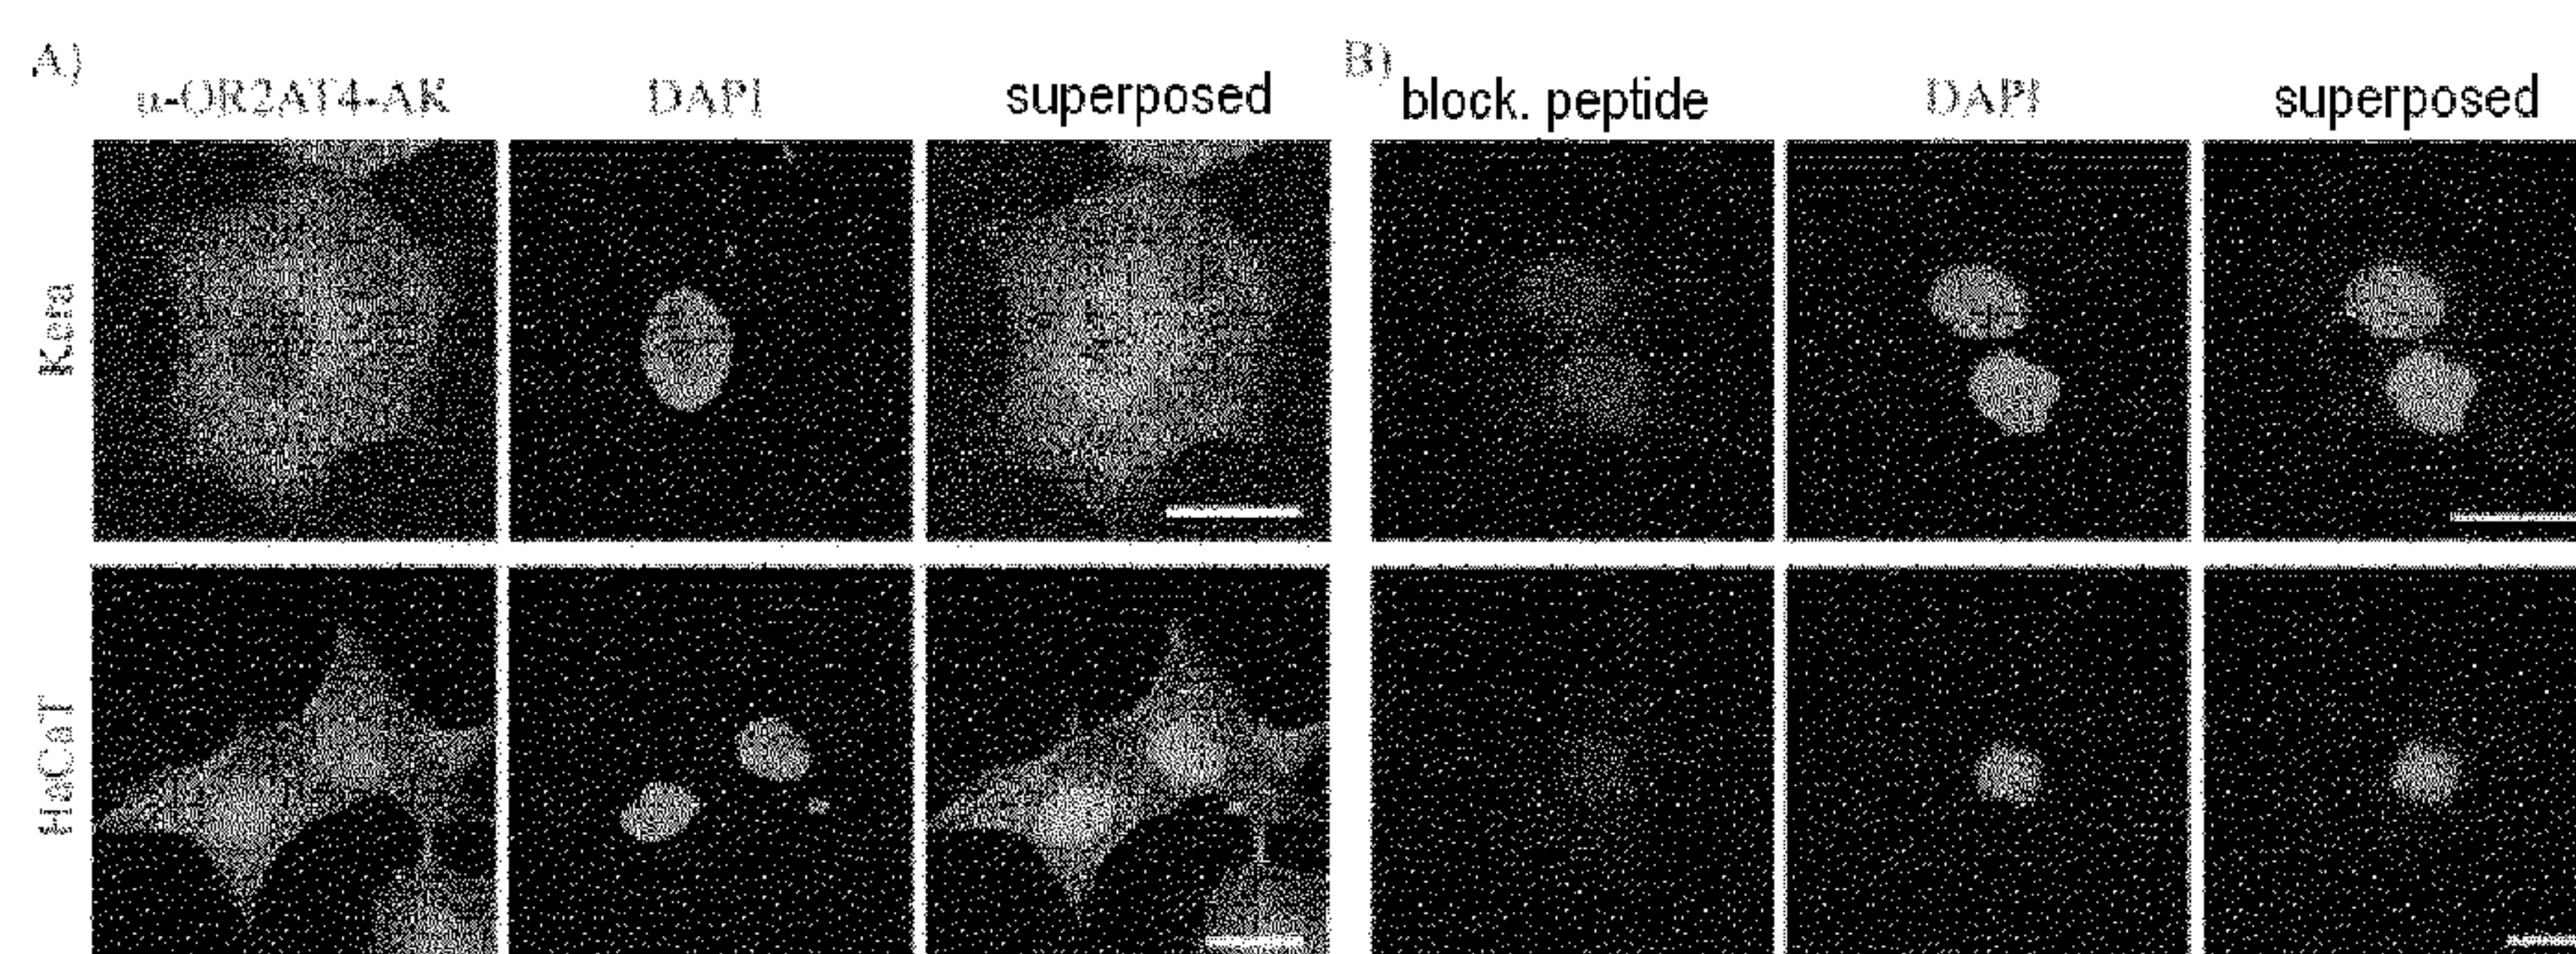 A) B)
α-OR2AT4-AK DAPI superposed block. peptide DAPI superposed
Kera
HaCaT